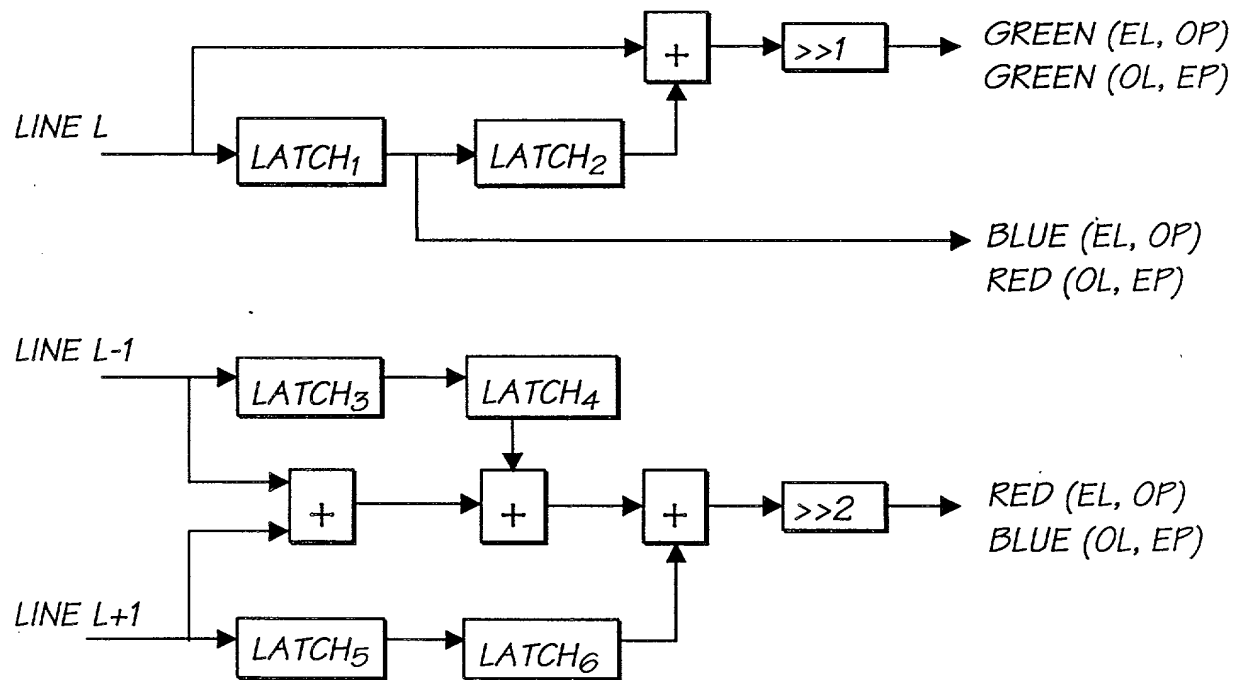 GREEN (EL, OP)
+ >>1
GREEN (OL, EP)
LINE L
LATCH₁ LATCH₂
BLUE (EL, OP)
RED (OL, EP)
LINE L-1
LATCH₃ LATCH₄
RED (EL, OP)
+ + + >>2
BLUE (OL, EP)
LINE L+1
LATCH₅ LATCH₆